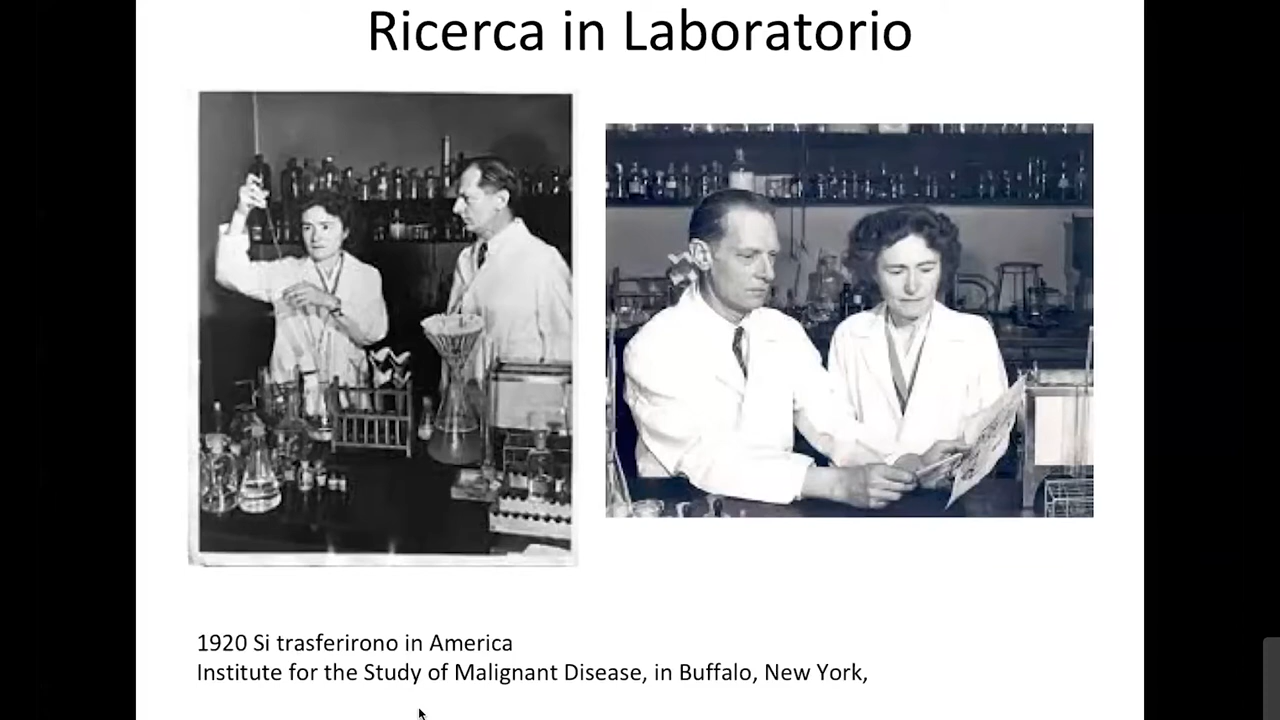 Ricerca in Laboratorio
1920 Si trasferirono in America
Institute for the Study of Malignant Disease, in Buffalo, New York,